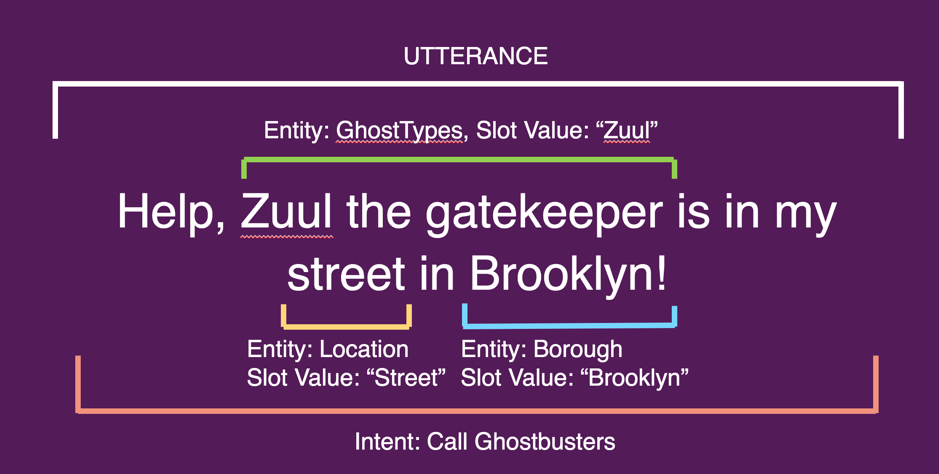 UTTERANCE
Entity: GhostTypes, Slot Value: “Zuul”
Help, Zuul the gatekeeper is in my
street in Brooklyn!
Entity: Location
Slot Value: “Street”
Entity: Borough
Slot Value: “Brooklyn”
Intent: Call Ghostbusters